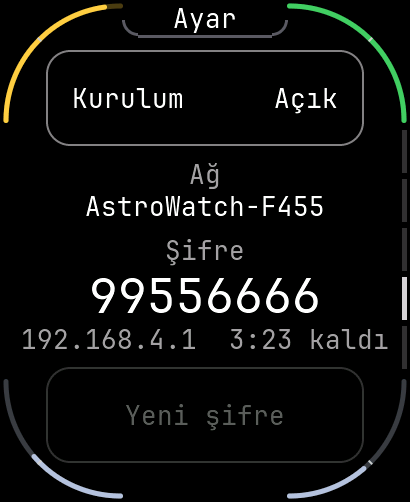 Ayar
Kurulum Açık
Ağ
AstroWatch-F455
Şifre
99556666
192.168.4.1 3:23 kaldı
Yeni şifre